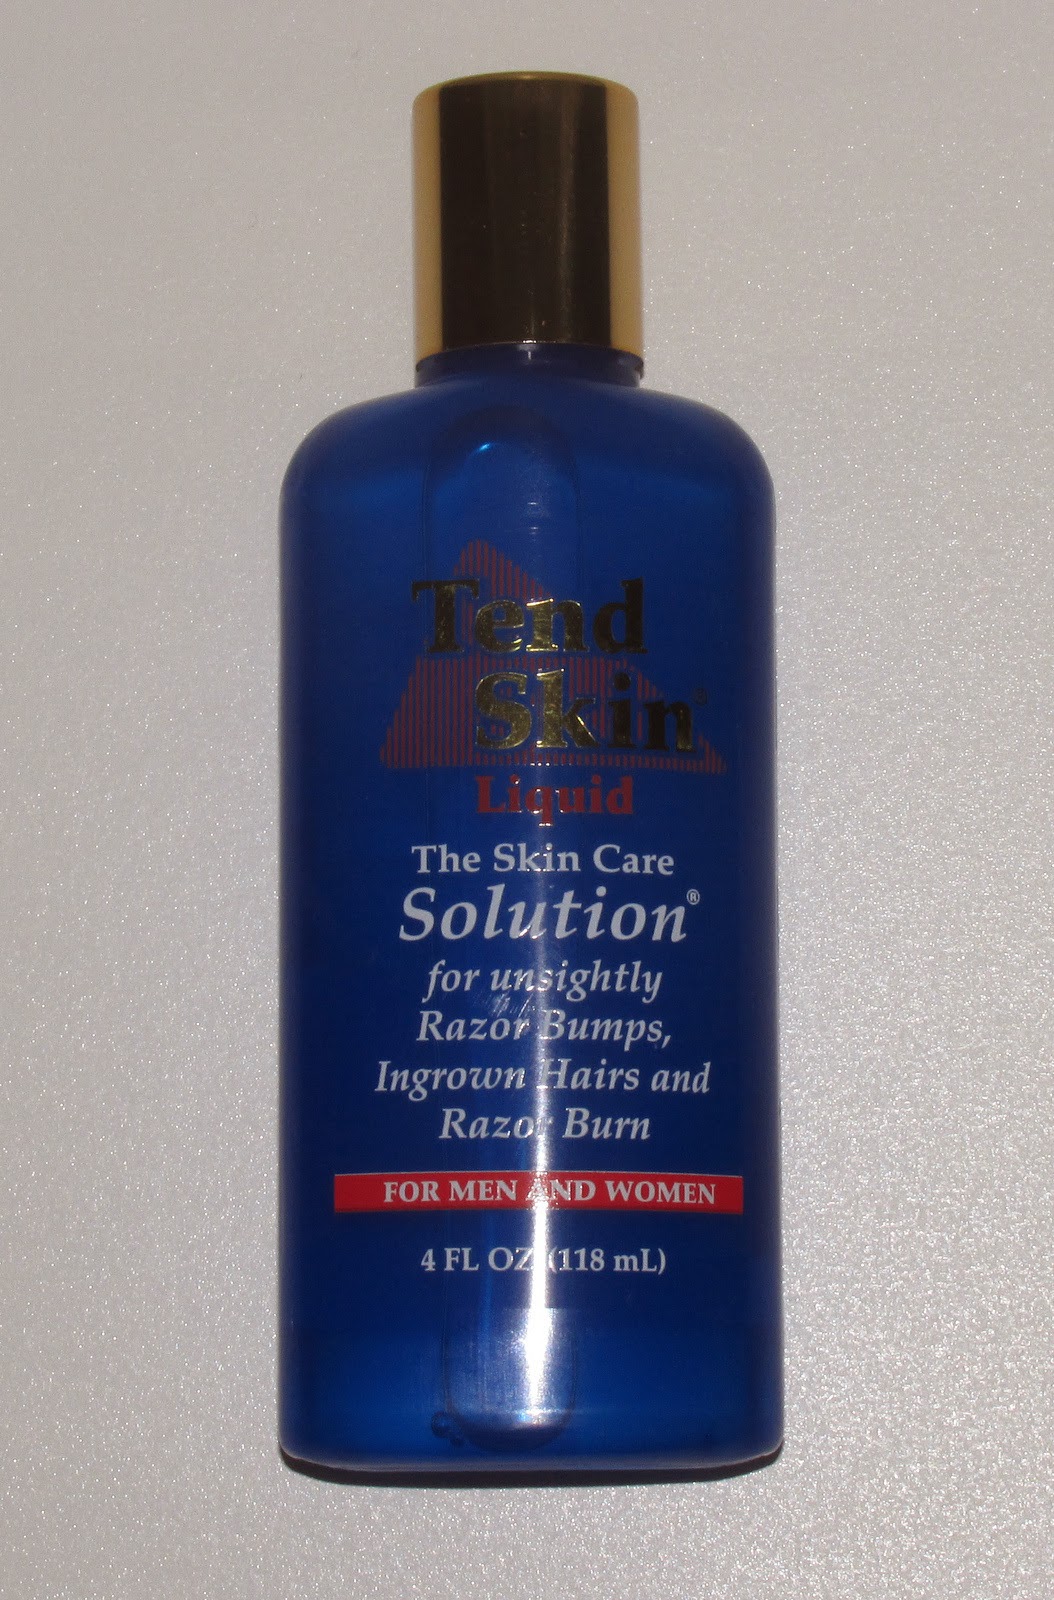 Tend
Skin®
Liquid
The Skin Care
Solution®
for unsightly
Razor Bumps,
Ingrown Hairs and
Razor Burn
FOR MEN AND WOMEN
4 FL OZ (118 mL)